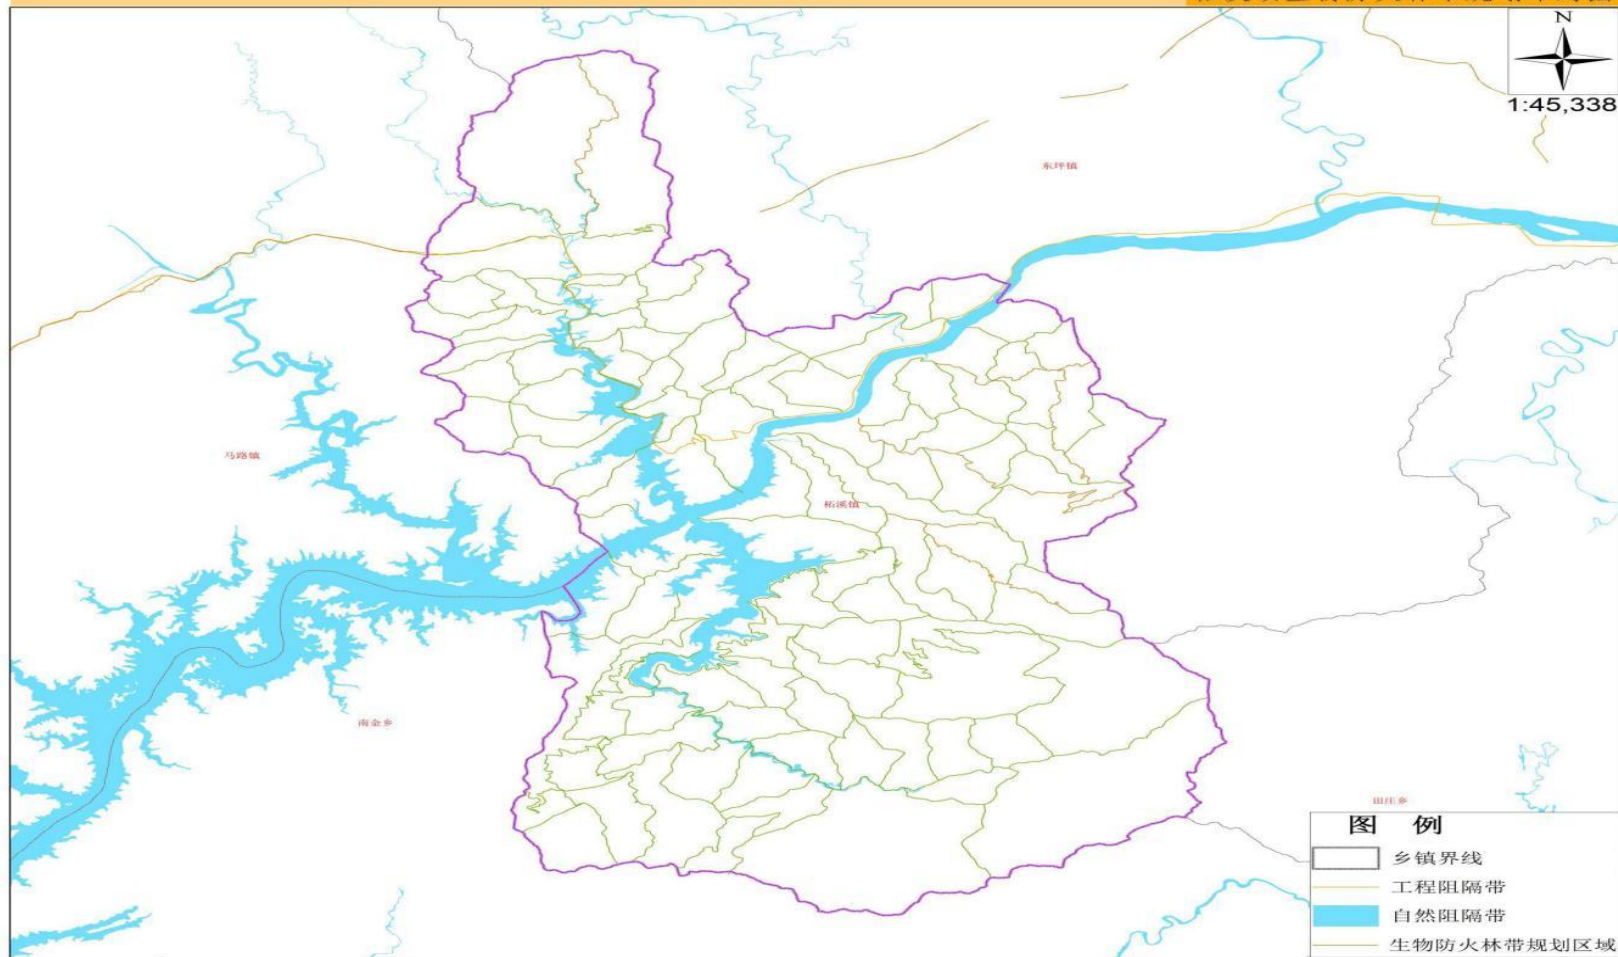 N
1:45,338
东坪镇
马路镇
柘溪镇
南金乡
田庄乡
图 例
乡镇界线
工程阻隔带
自然阻隔带
生物防火林带规划区域